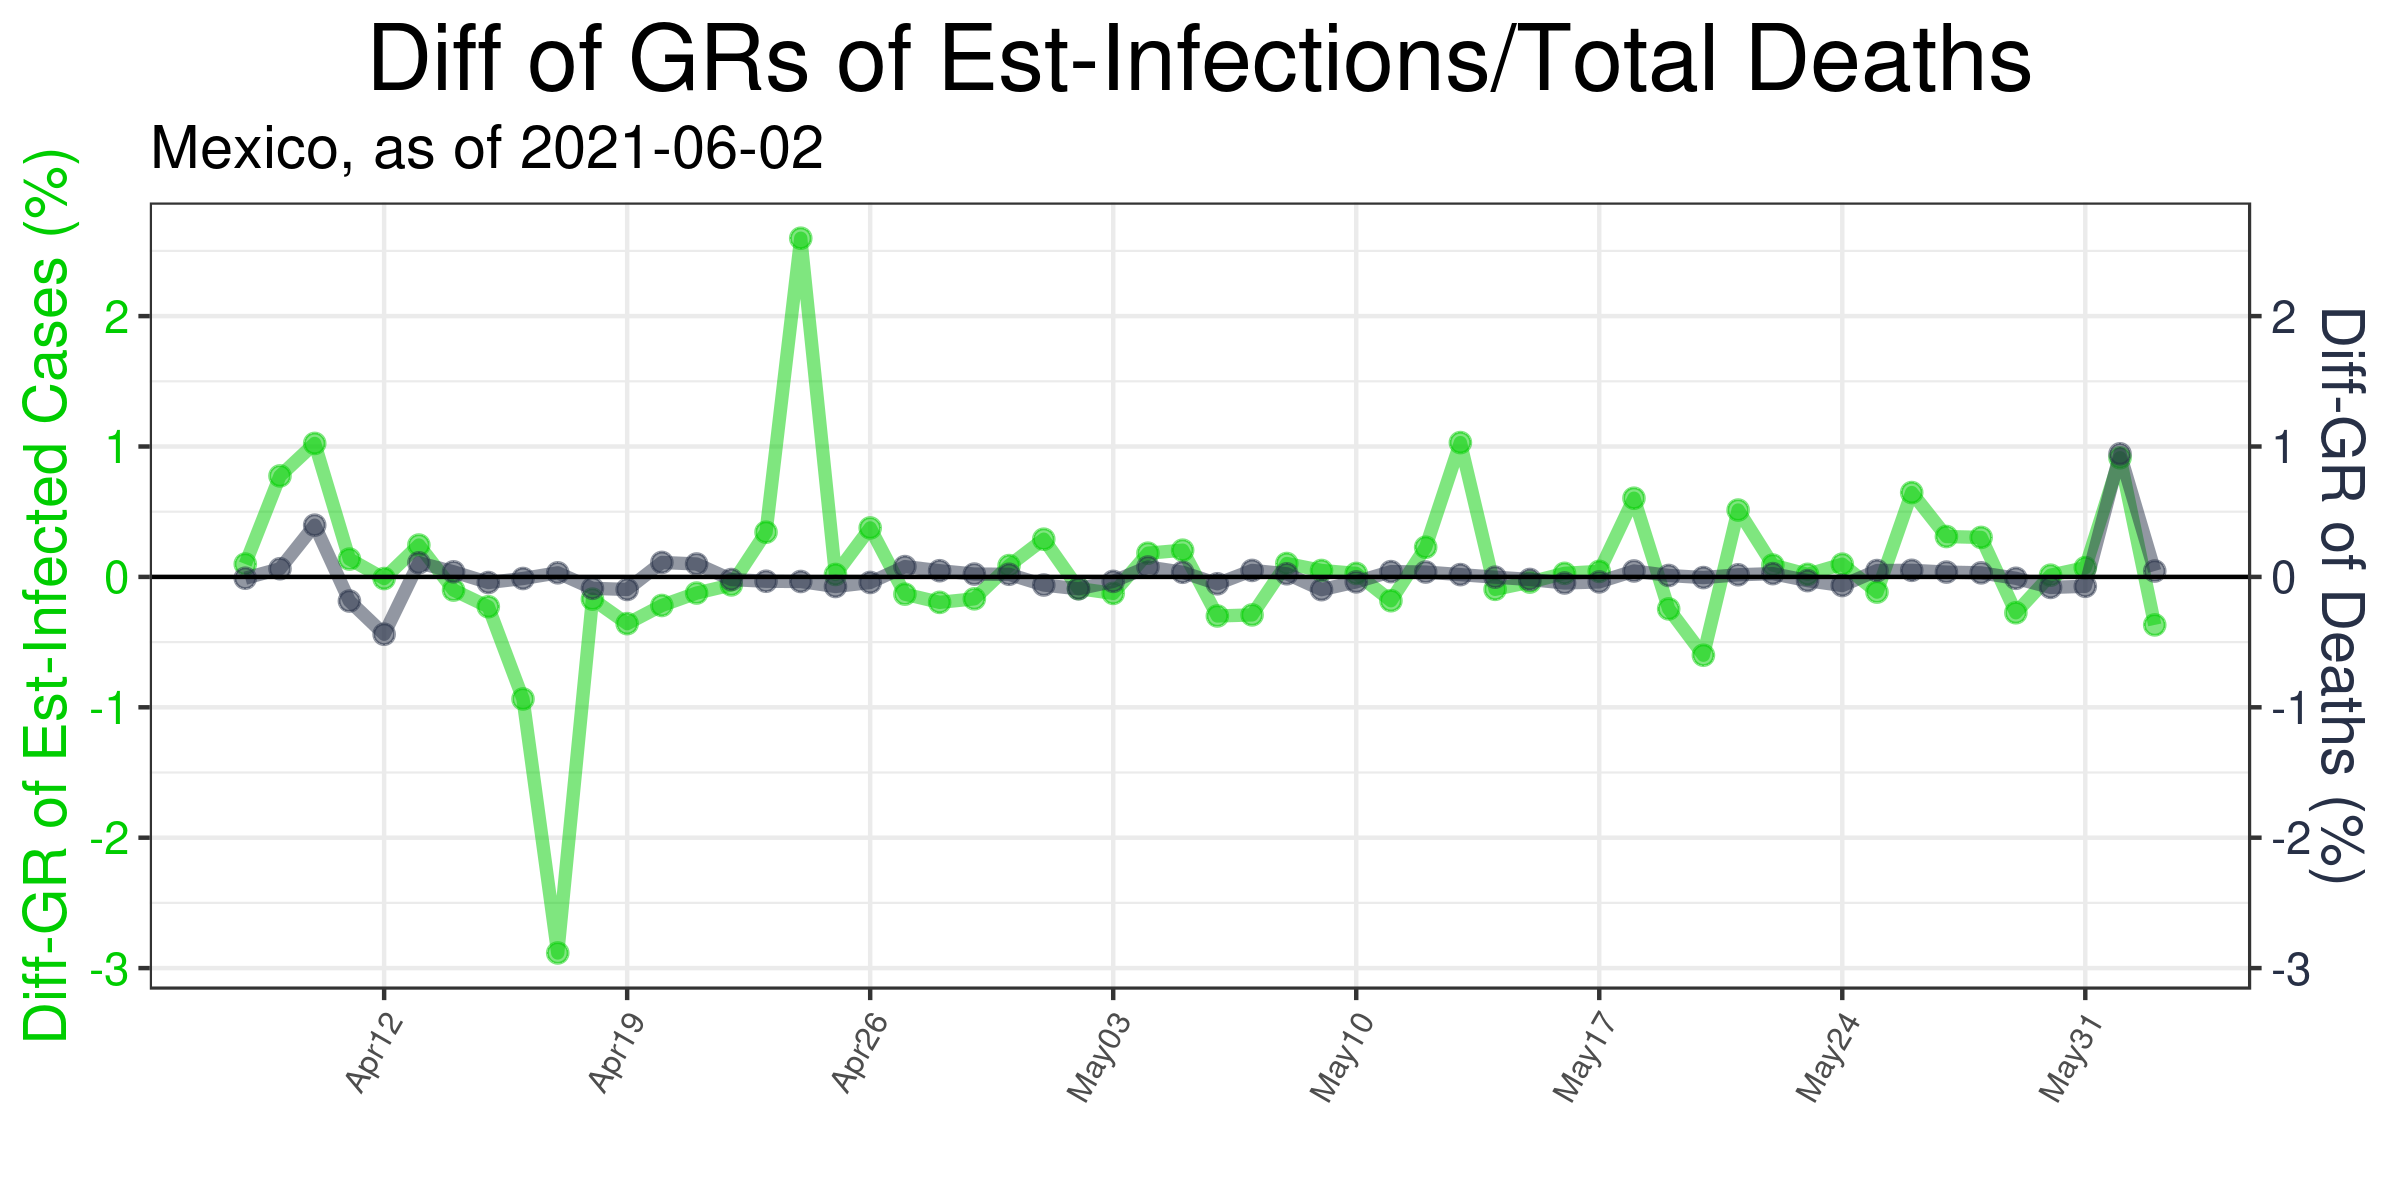 Diff of GRs of Est-Infections/Total Deaths
Mexico, as of 2021-06-02
Diff-GR of Est-Infected Cases (%)
2
1
0
-1
-2
-3
2
1
0
-1
-2
-3
Diff-GR of Deaths (%)
Apr12
Apr19
Apr26
May03
May10
May17
May24
May31